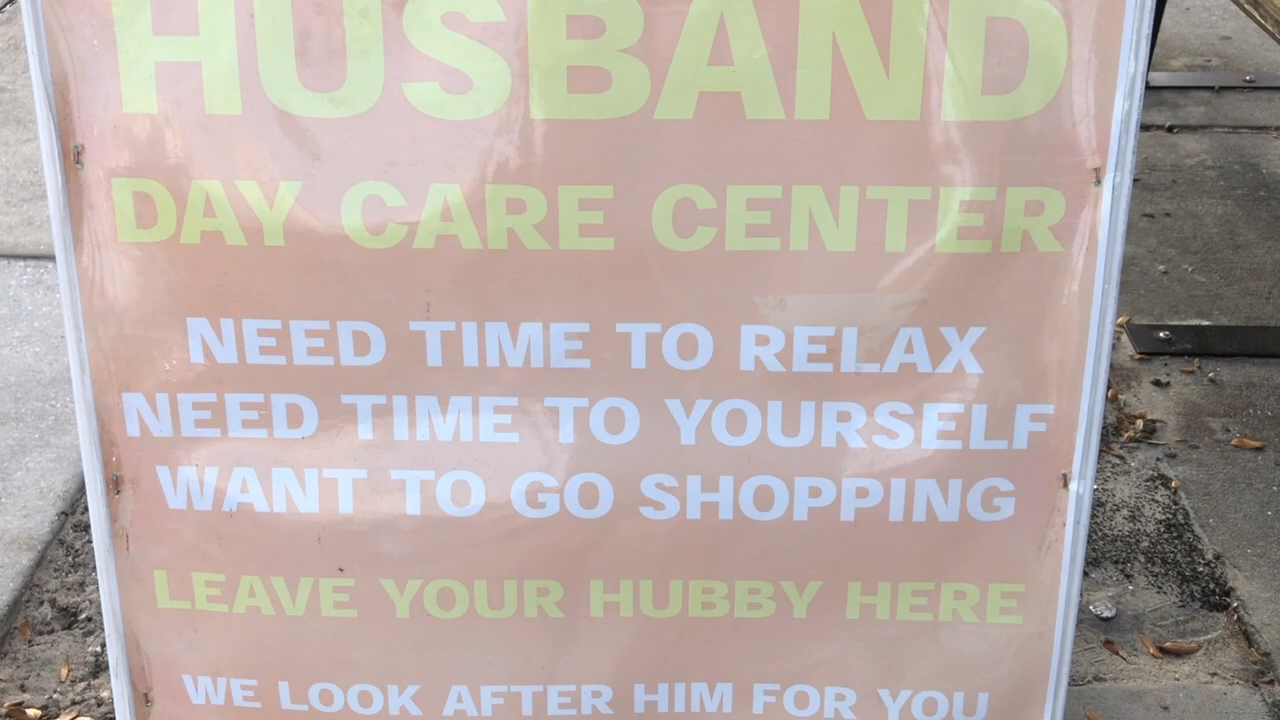 HUSBAND
DAY CARE CENTER
NEED TIME TO RELAX
NEED TIME TO YOURSELF
WANT TO GO SHOPPING
LEAVE YOUR HUBBY HERE
WE LOOK AFTER HIM FOR YOU